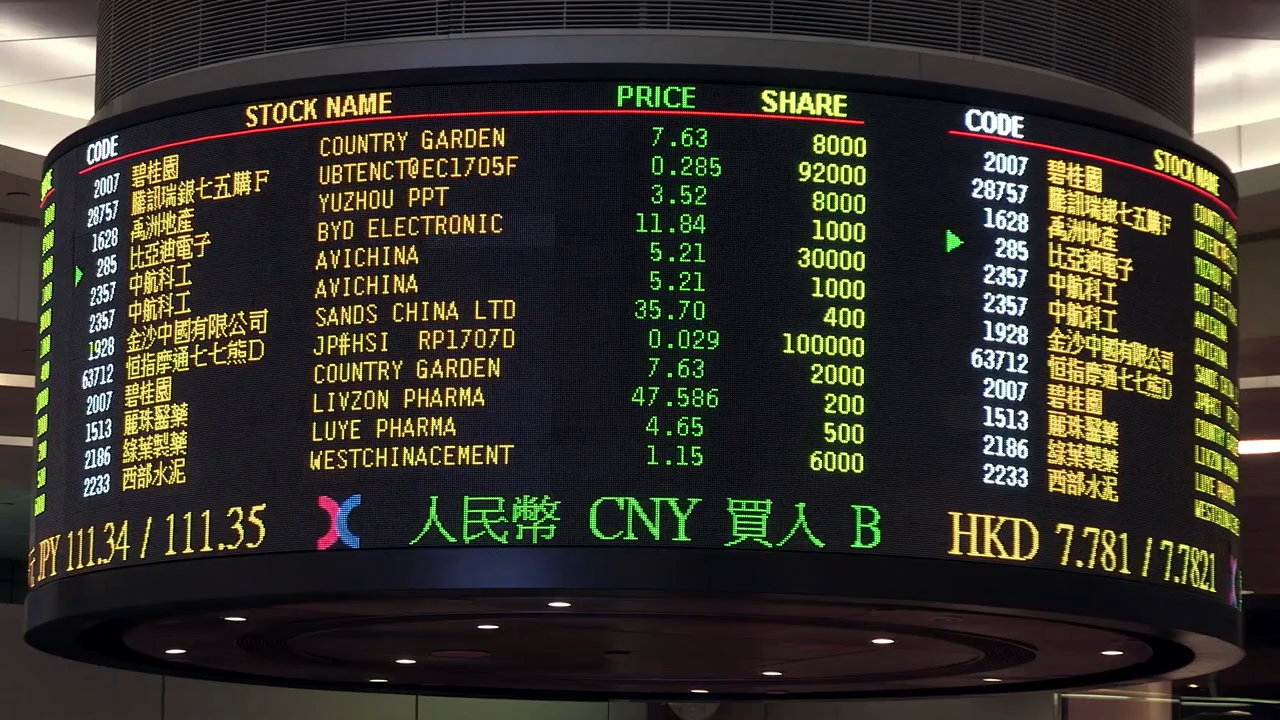 CODE STOCK NAME PRICE SHARE CODE STOCK NAME
2007 碧桂園 COUNTRY GARDEN 7.63 8000 2007 碧桂園
28757 騰訊瑞銀七五購F UBTENCT@EC1705F 0.285 92000 28757 騰訊瑞銀七五購F
1628 禹洲地產 YUZHOU PPT 3.52 8000 1628 禹洲地產
285 比亞迪電子 BYD ELECTRONIC 11.84 1000 285 比亞迪電子
2357 中航科工 AVICHINA 5.21 30000 2357 中航科工
2357 中航科工 AVICHINA 5.21 1000 2357 中航科工
1928 金沙中國有限公司 SANDS CHINA LTD 35.70 400 1928 金沙中國有限公司
63712 恒指摩通七七熊D JP#HSI RP1707D 0.029 100000 63712 恒指摩通七七熊D
2007 碧桂園 COUNTRY GARDEN 7.63 2000 2007 碧桂園
1513 麗珠醫藥 LIVZON PHARMA 47.586 200 1513 麗珠醫藥
2186 綠葉製藥 LUYE PHARMA 4.65 500 2186 綠葉製藥
2233 西部水泥 WESTCHINACEMENT 1.15 6000 2233 西部水泥
JPY 111.34 / 111.35 人民幣 CNY 買入 B HKD 7.781 / 7.7821